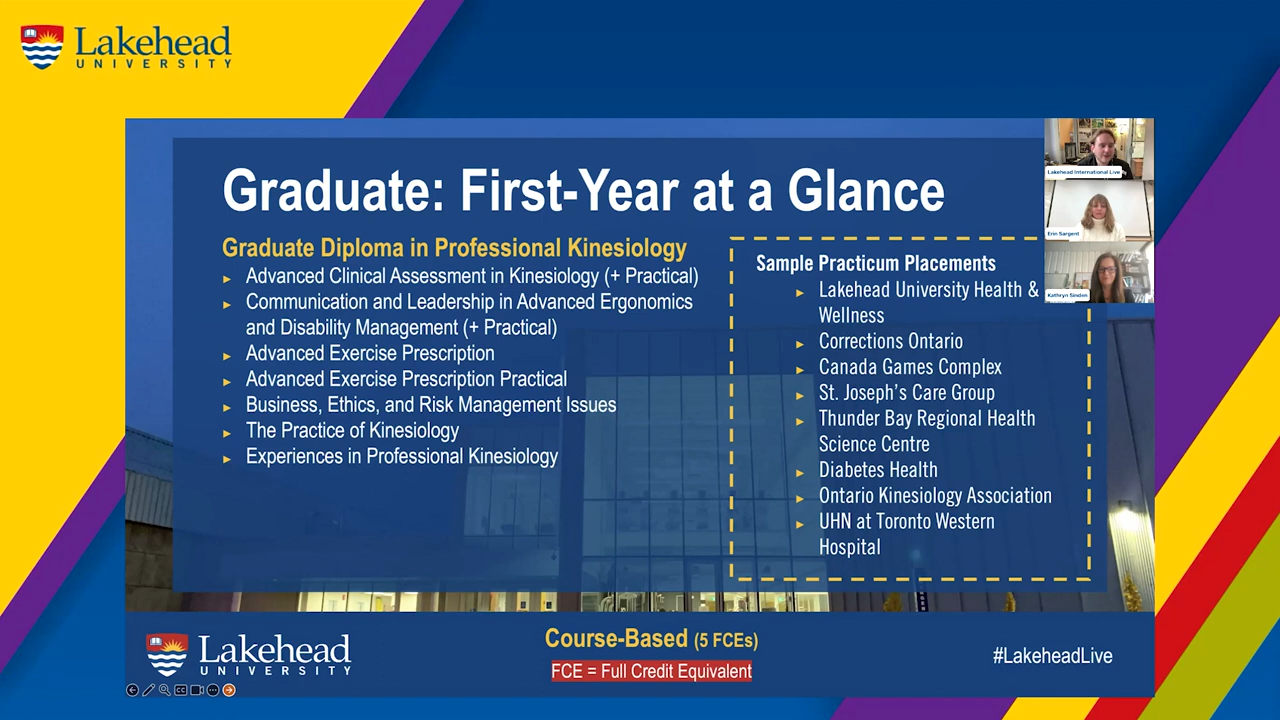 Lakehead
UNIVERSITY
Graduate: First-Year at a Glance
Graduate Diploma in Professional Kinesiology
Advanced Clinical Assessment in Kinesiology (+ Practical)
Communication and Leadership in Advanced Ergonomics
and Disability Management (+ Practical)
Advanced Exercise Prescription
Advanced Exercise Prescription Practical
Business, Ethics, and Risk Management Issues
The Practice of Kinesiology
Experiences in Professional Kinesiology
Sample Practicum Placements
Lakehead University Health &
Wellness
Corrections Ontario
Canada Games Complex
St. Joseph's Care Group
Thunder Bay Regional Health
Science Centre
Diabetes Health
Ontario Kinesiology Association
UHN at Toronto Western
Hospital
Lakehead International Live
Erin Sargent
Kathryn Sinden
Lakehead
UNIVERSITY
Course-Based (5 FCEs)
FCE = Full Credit Equivalent
#LakeheadLive
CC